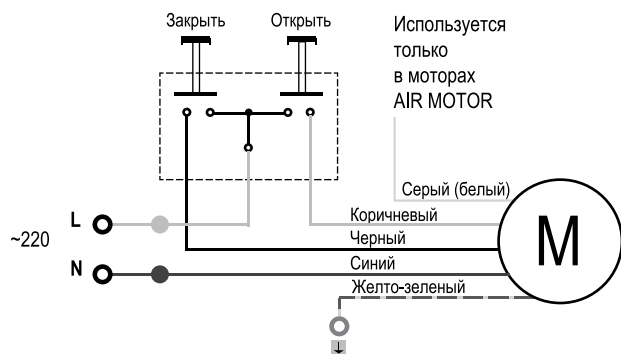 Закрыть
Открыть
Используется
только
в моторах
AIR MOTOR
Серый (белый)
Коричневый
Черный
Синий
Желто-зеленый
L
~220
N
M